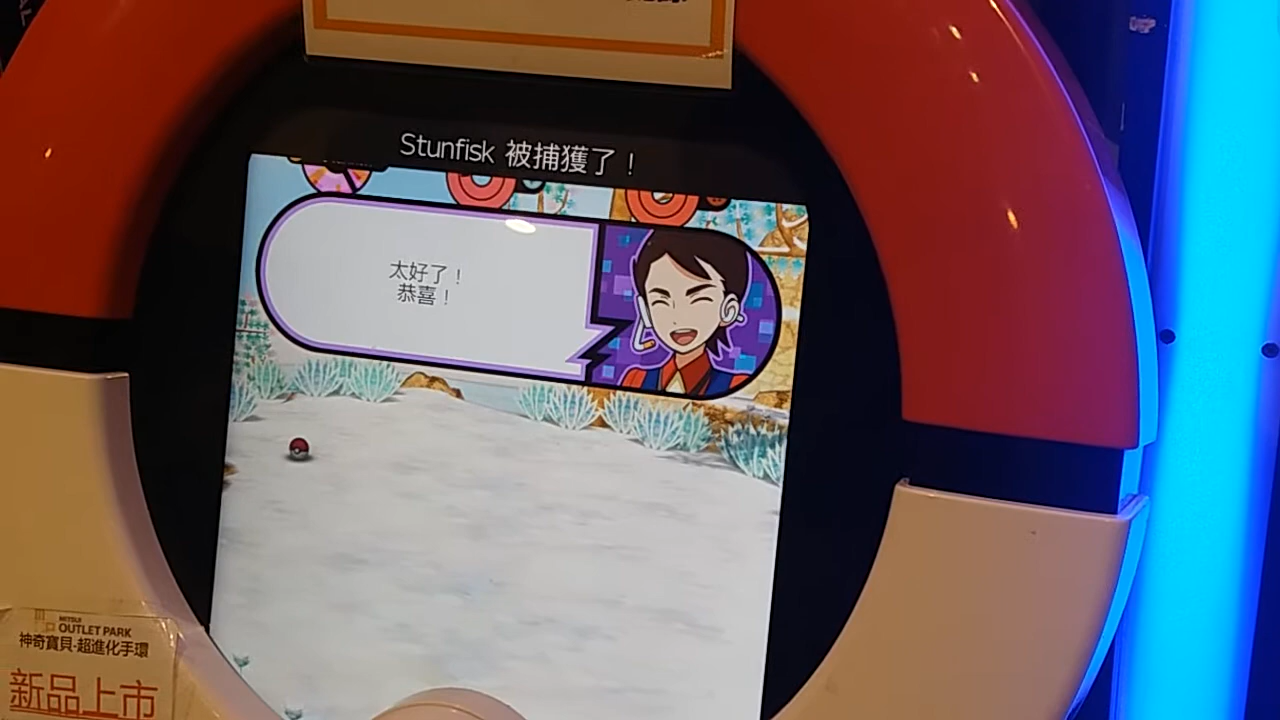 Stunfisk 被捕獲了！
太好了！
恭喜！
MITSUI
OUTLET PARK
神奇寶貝-超進化手環
新品上市